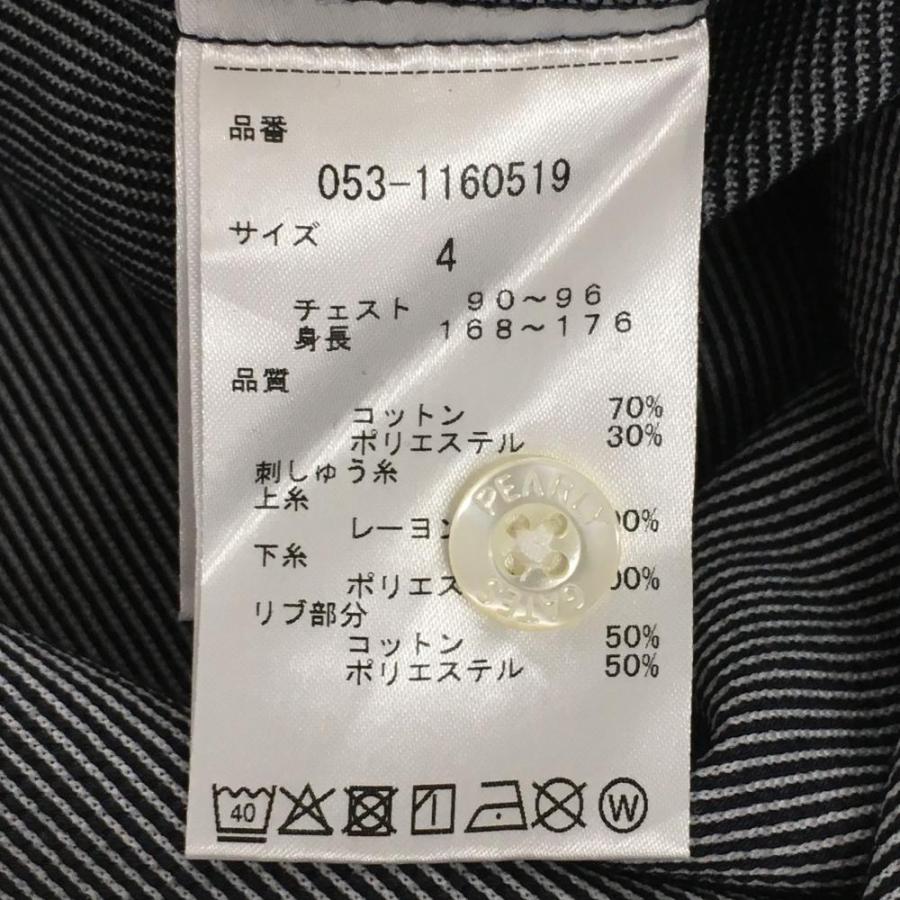 品番
053-1160519
サイズ
4
チェスト 90～96
身長 168～176
品質
コットン 70%
ポリエステル 30%
刺しゅう糸
上糸
レーヨン
下糸
ポリエス
リブ部分
コットン 50%
ポリエステル 50%
PEARLY
GATES
40
W